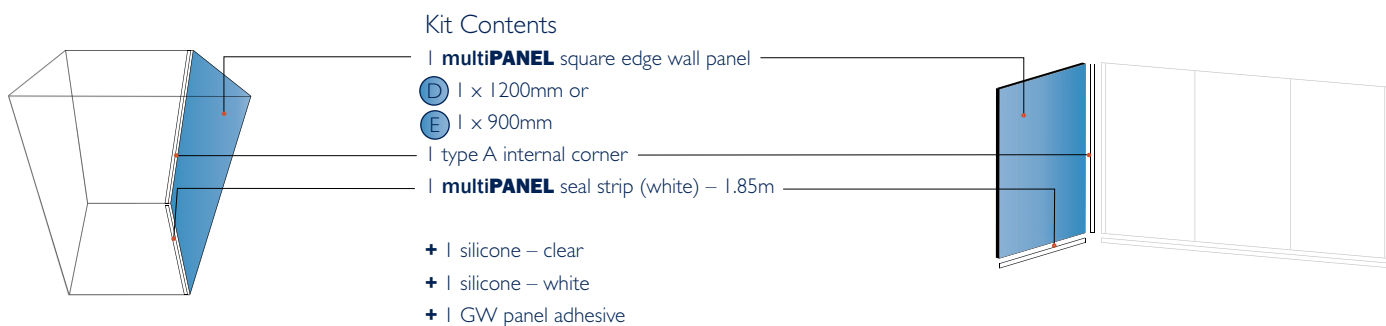 Kit Contents
1 multiPANEL square edge wall panel
D 1 x 1200mm or
E 1 x 900mm
1 type A internal corner
1 multiPANEL seal strip (white) – 1.85m
+ 1 silicone – clear
+ 1 silicone – white
+ 1 GW panel adhesive